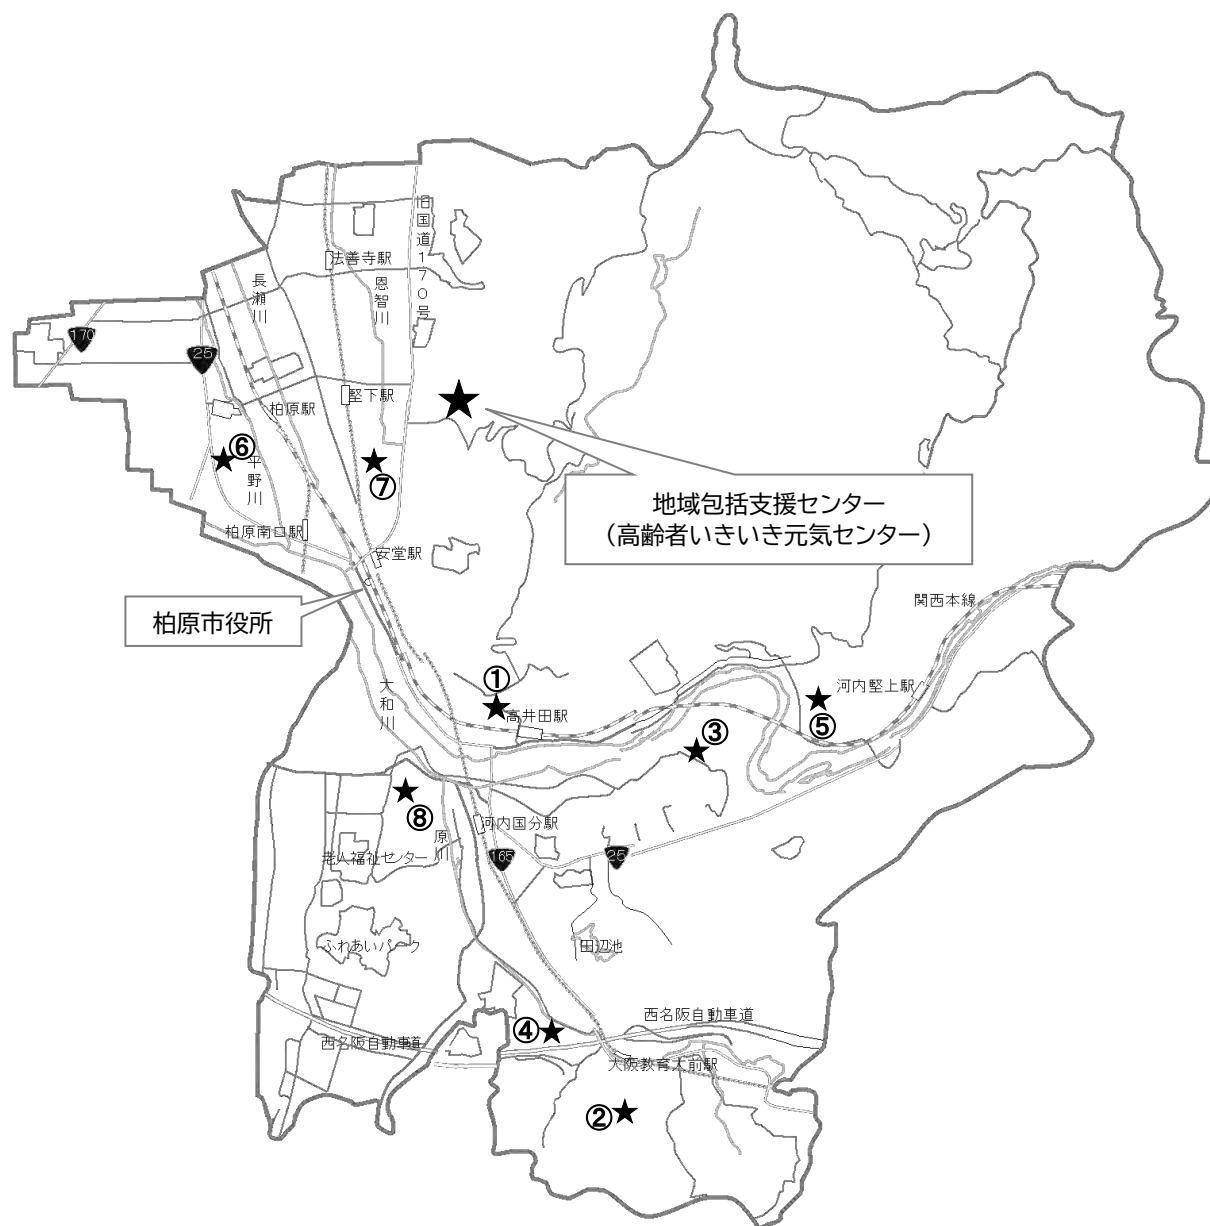 旧国道170号
法善寺駅
長瀬川
恩智川
170
25
堅下駅
柏原駅
⑥
平野川
⑦
地域包括支援センター
（高齢者いきいき元気センター）
柏原南口駅
安堂駅
関西本線
柏原市役所
①
大和川
高井田駅
河内堅上駅
⑤
③
⑧
河内国分駅
原川
老人福祉センター
165
25
ふれあいパーク
田辺池
西名阪自動車道
④
西名阪自動車道
大阪教育大前駅
②